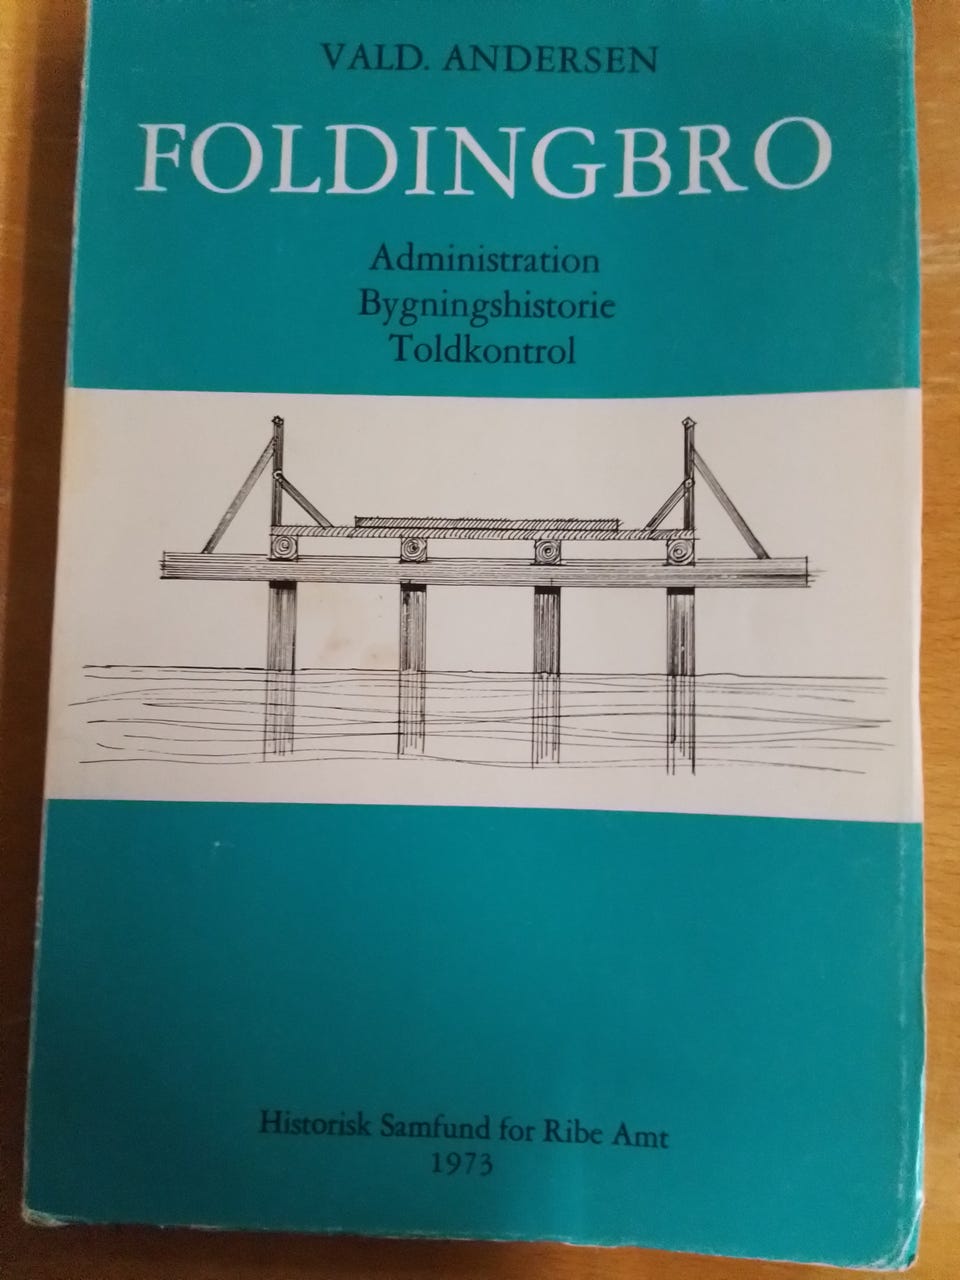 VALD. ANDERSEN
FOLDINGBRO
Administration
Bygningshistorie
Toldkontrol
Historisk Samfund for Ribe Amt
1973